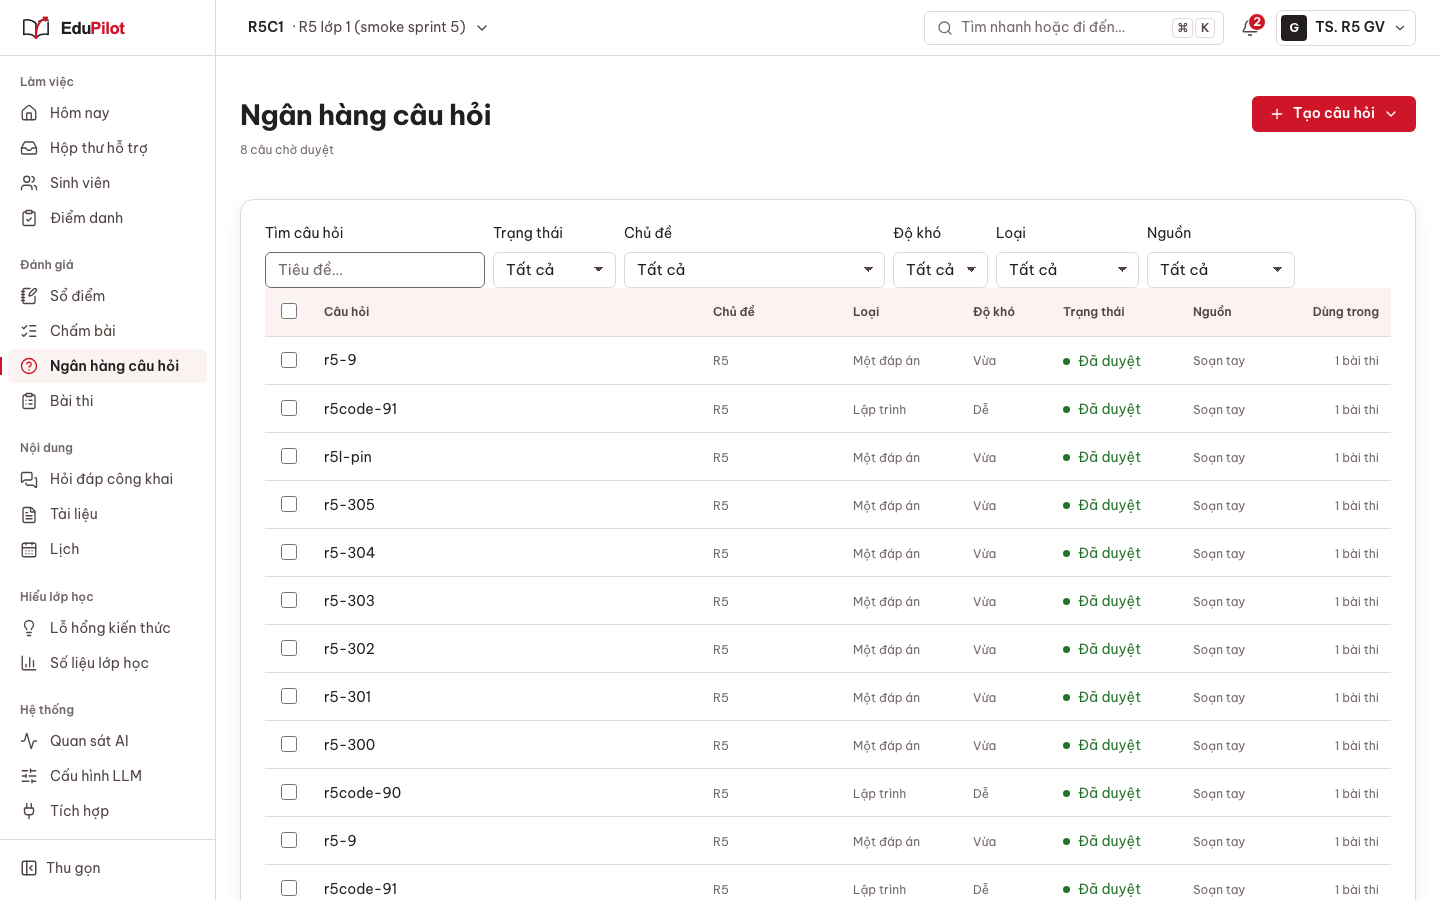 EduPilot
R5C1 · R5 lớp 1 (smoke sprint 5)
Tìm nhanh hoặc đi đến...
⌘ K
2
G
TS. R5 GV
Làm việc
Hôm nay
Hộp thư hỗ trợ
Sinh viên
Điểm danh
Đánh giá
Sổ điểm
Chấm bài
Ngân hàng câu hỏi
Bài thi
Nội dung
Hỏi đáp công khai
Tài liệu
Lịch
Hiểu lớp học
Lỗ hổng kiến thức
Số liệu lớp học
Hệ thống
Quan sát AI
Cấu hình LLM
Tích hợp
Thu gọn
Ngân hàng câu hỏi
8 câu chờ duyệt
Tạo câu hỏi
Tìm câu hỏi Trạng thái Chủ đề Độ khó Loại Nguồn
Tiêu đề... Tất cả Tất cả Tất cả Tất cả Tất cả
Câu hỏi Chủ đề Loại Độ khó Trạng thái Nguồn Dùng trong
r5-9 R5 Một đáp án Vừa Đã duyệt Soạn tay 1 bài thi
r5code-91 R5 Lập trình Dễ Đã duyệt Soạn tay 1 bài thi
r5l-pin R5 Một đáp án Vừa Đã duyệt Soạn tay 1 bài thi
r5-305 R5 Một đáp án Vừa Đã duyệt Soạn tay 1 bài thi
r5-304 R5 Một đáp án Vừa Đã duyệt Soạn tay 1 bài thi
r5-303 R5 Một đáp án Vừa Đã duyệt Soạn tay 1 bài thi
r5-302 R5 Một đáp án Vừa Đã duyệt Soạn tay 1 bài thi
r5-301 R5 Một đáp án Vừa Đã duyệt Soạn tay 1 bài thi
r5-300 R5 Một đáp án Vừa Đã duyệt Soạn tay 1 bài thi
r5code-90 R5 Lập trình Dễ Đã duyệt Soạn tay 1 bài thi
r5-9 R5 Một đáp án Vừa Đã duyệt Soạn tay 1 bài thi
r5code-91 R5 Lập trình Dễ Đã duyệt Soạn tay 1 bài thi